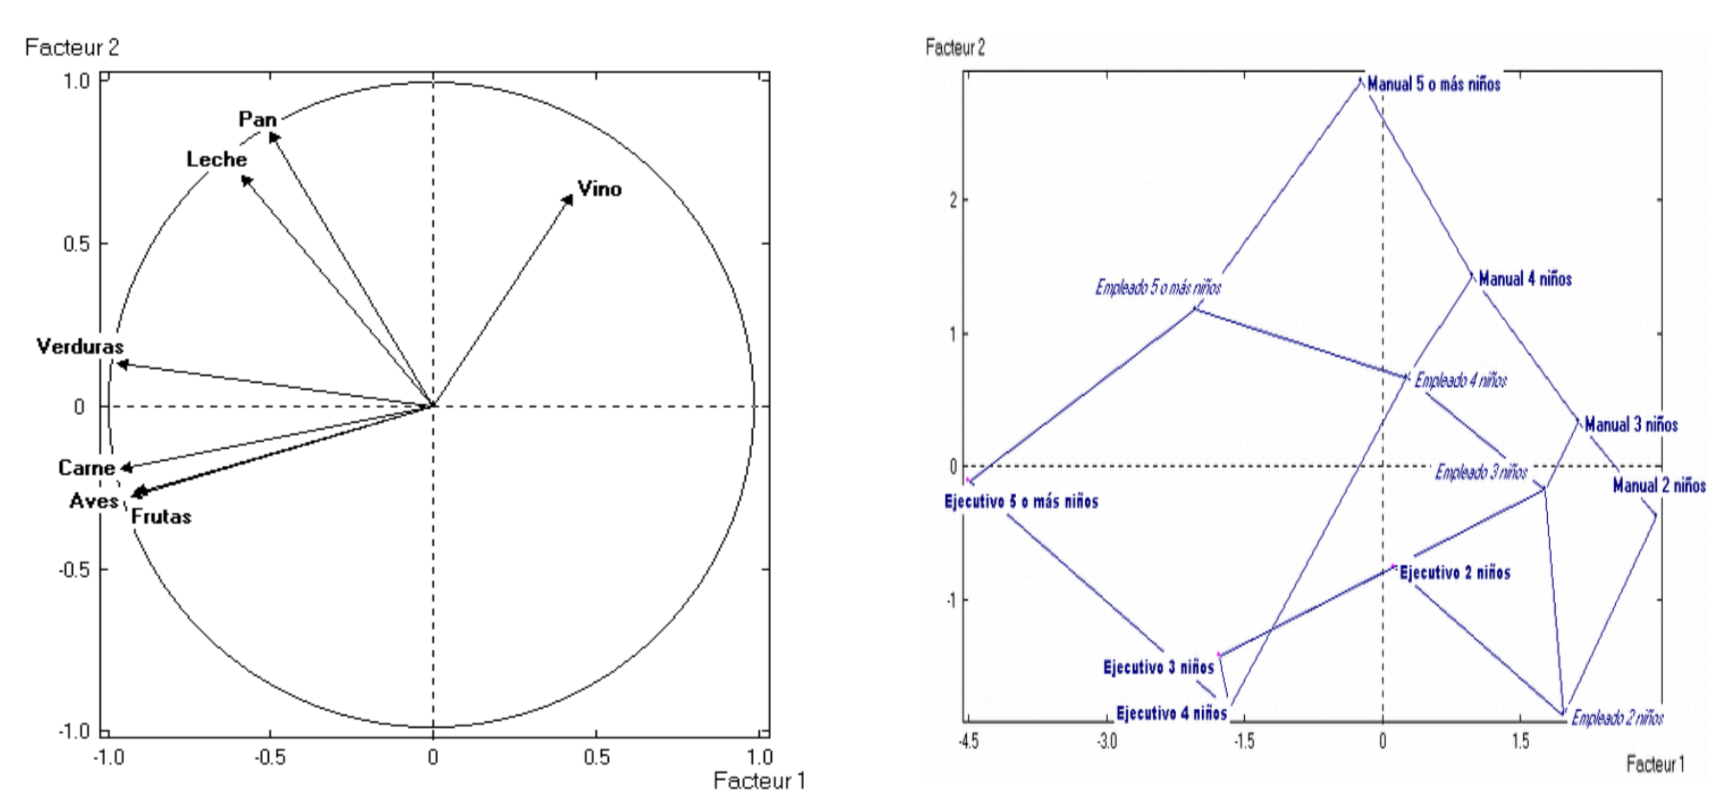 Facteur 2
1.0
Pan
Leche
Vino
0.5
Verduras
0
Carne
Aves
Frutas
-0.5
-1.0
-1.0 -0.5 0 0.5 1.0
Facteur 1
Facteur 2
Manual 5 o más niños
2
Manual 4 niños
Empleado 5 o más niños
1
Empleado 4 niños
Manual 3 niños
0
Empleado 3 niños
Manual 2 niños
Ejecutivo 5 o más niños
Ejecutivo 2 niños
-1
Ejecutivo 3 niños
Ejecutivo 4 niños
Empleado 2 niños
-4.5 -3.0 -1.5 0 1.5
Facteur 1